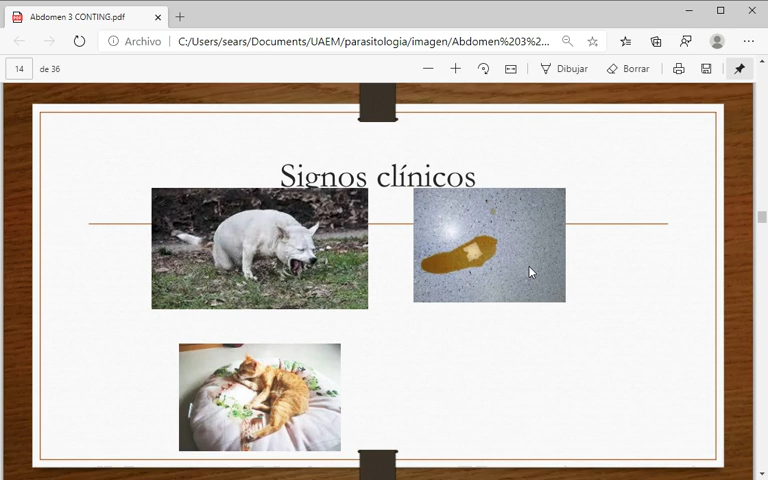 Abdomen 3 CONTING.pdf
Archivo
C:/Users/sears/Documents/UAEM/parasitologia/imagen/Abdomen%203%2...
14
de 36
Dibujar
Borrar
Signos clínicos